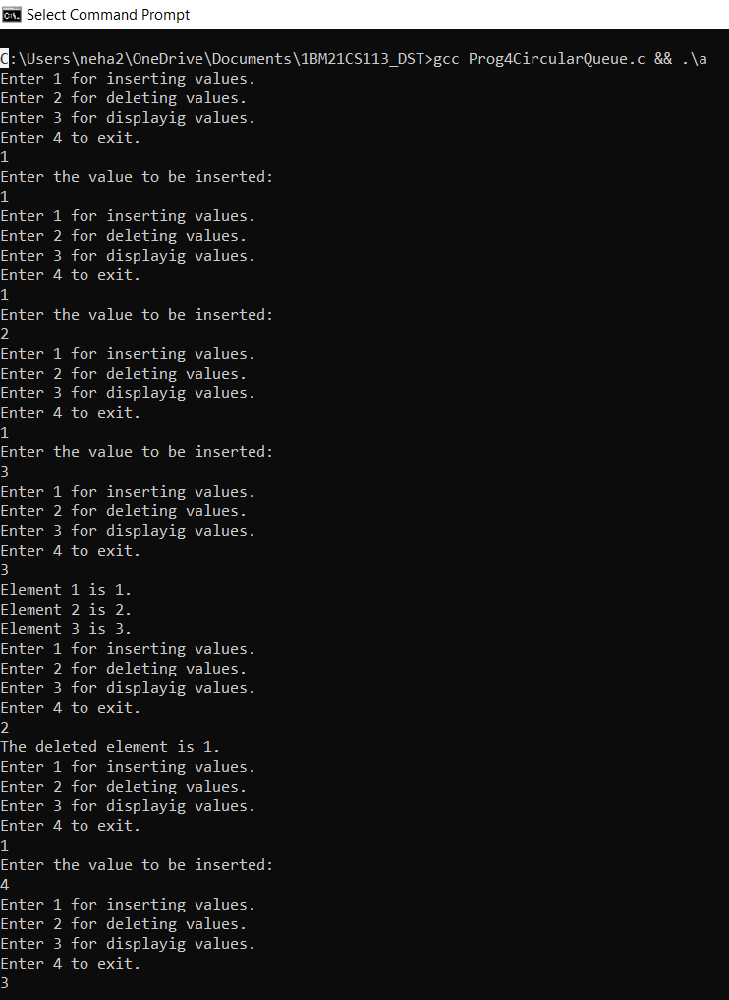 Select Command Prompt
C:\Users\neha2\OneDrive\Documents\1BM21CS113_DST>gcc Prog4CircularQueue.c && .\a
Enter 1 for inserting values.
Enter 2 for deleting values.
Enter 3 for displayig values.
Enter 4 to exit.
1
Enter the value to be inserted:
1
Enter 1 for inserting values.
Enter 2 for deleting values.
Enter 3 for displayig values.
Enter 4 to exit.
1
Enter the value to be inserted:
2
Enter 1 for inserting values.
Enter 2 for deleting values.
Enter 3 for displayig values.
Enter 4 to exit.
1
Enter the value to be inserted:
3
Enter 1 for inserting values.
Enter 2 for deleting values.
Enter 3 for displayig values.
Enter 4 to exit.
3
Element 1 is 1.
Element 2 is 2.
Element 3 is 3.
Enter 1 for inserting values.
Enter 2 for deleting values.
Enter 3 for displayig values.
Enter 4 to exit.
2
The deleted element is 1.
Enter 1 for inserting values.
Enter 2 for deleting values.
Enter 3 for displayig values.
Enter 4 to exit.
1
Enter the value to be inserted:
4
Enter 1 for inserting values.
Enter 2 for deleting values.
Enter 3 for displayig values.
Enter 4 to exit.
3